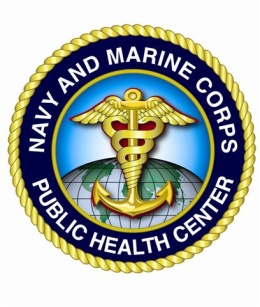 NAVY AND MARINE CORPS
PUBLIC HEALTH CENTER